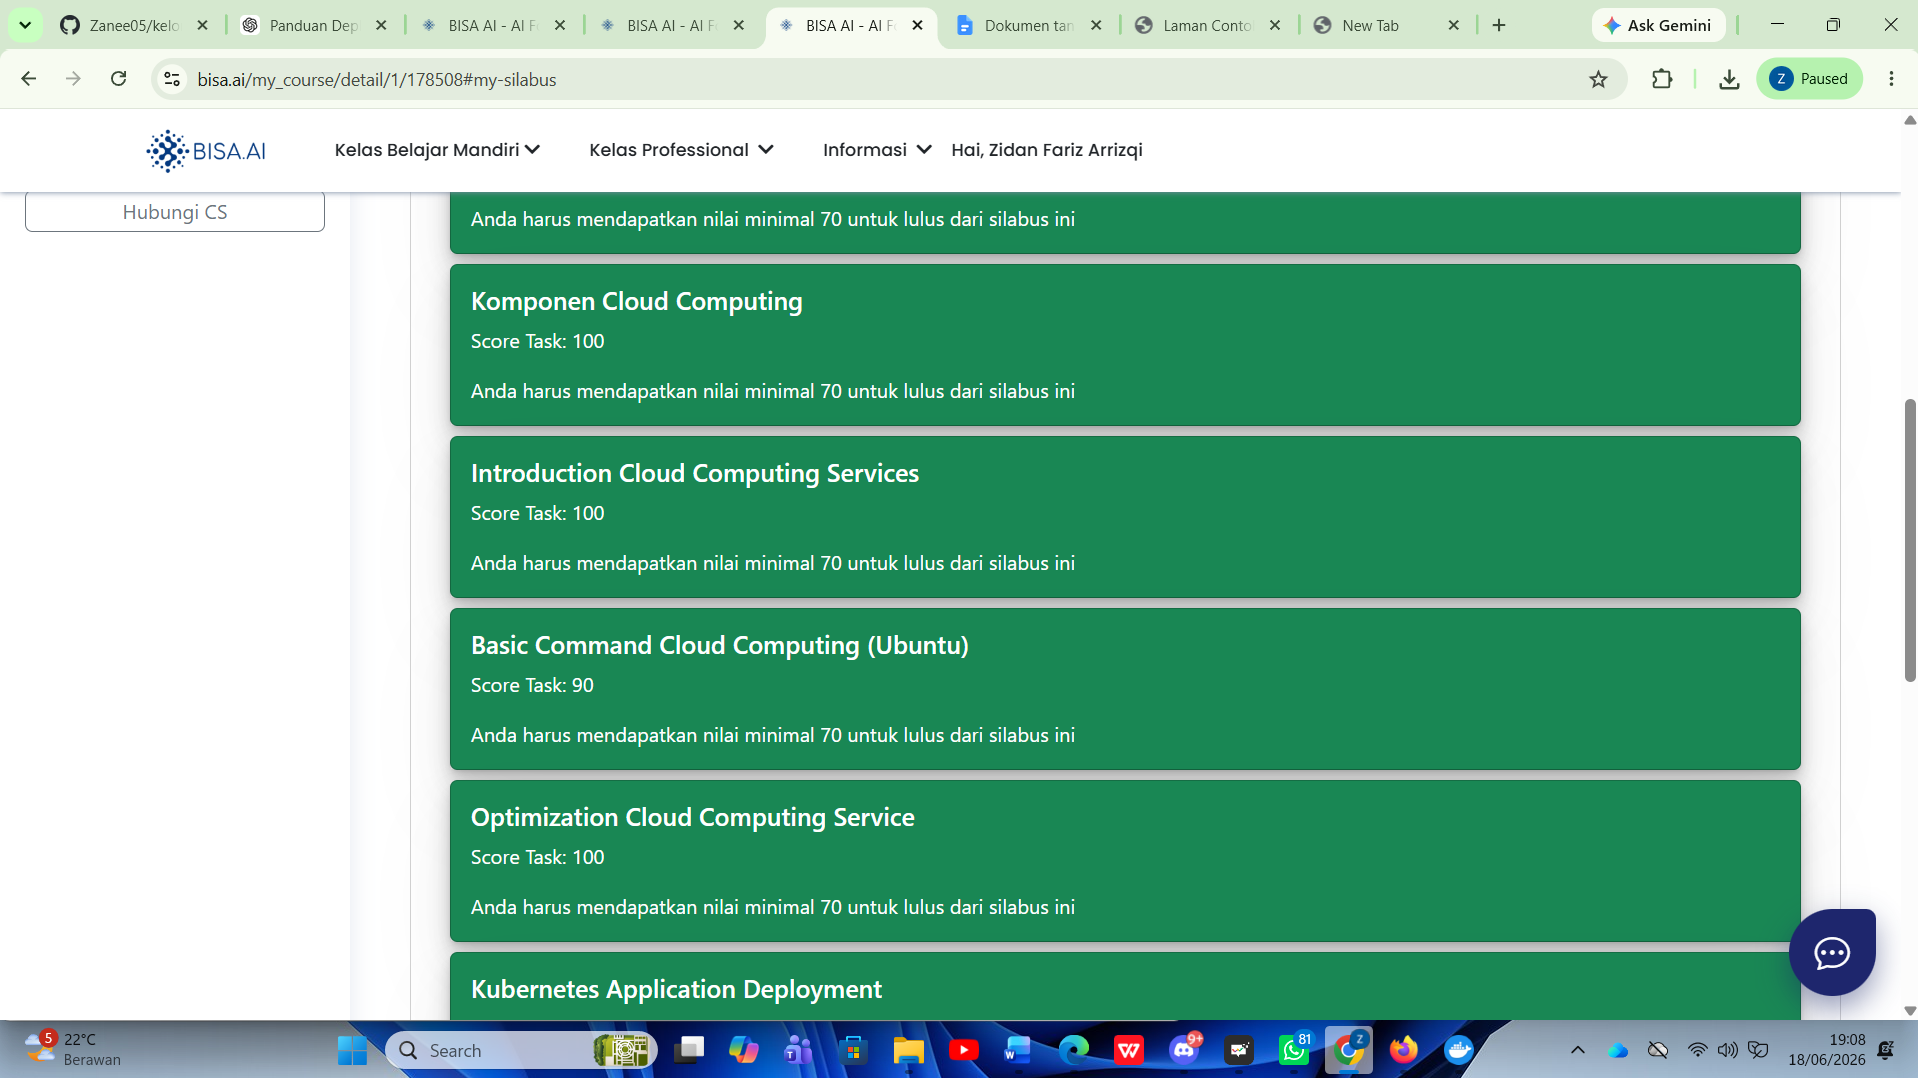 Zanee05/kelo
Panduan Dep
BISA AI - AI F
BISA AI - AI F
BISA AI - AI F
Dokumen tan
Laman Conto
New Tab
Ask Gemini
bisa.ai/my_course/detail/1/178508#my-silabus
Z Paused
BISA.AI
Kelas Belajar Mandiri
Kelas Professional
Informasi
Hai, Zidan Fariz Arrizqi
Hubungi CS
Anda harus mendapatkan nilai minimal 70 untuk lulus dari silabus ini
Komponen Cloud Computing
Score Task: 100
Anda harus mendapatkan nilai minimal 70 untuk lulus dari silabus ini
Introduction Cloud Computing Services
Score Task: 100
Anda harus mendapatkan nilai minimal 70 untuk lulus dari silabus ini
Basic Command Cloud Computing (Ubuntu)
Score Task: 90
Anda harus mendapatkan nilai minimal 70 untuk lulus dari silabus ini
Optimization Cloud Computing Service
Score Task: 100
Anda harus mendapatkan nilai minimal 70 untuk lulus dari silabus ini
Kubernetes Application Deployment
5
22°C
Berawan
Search
9+
81
Z
19:08
18/06/2026